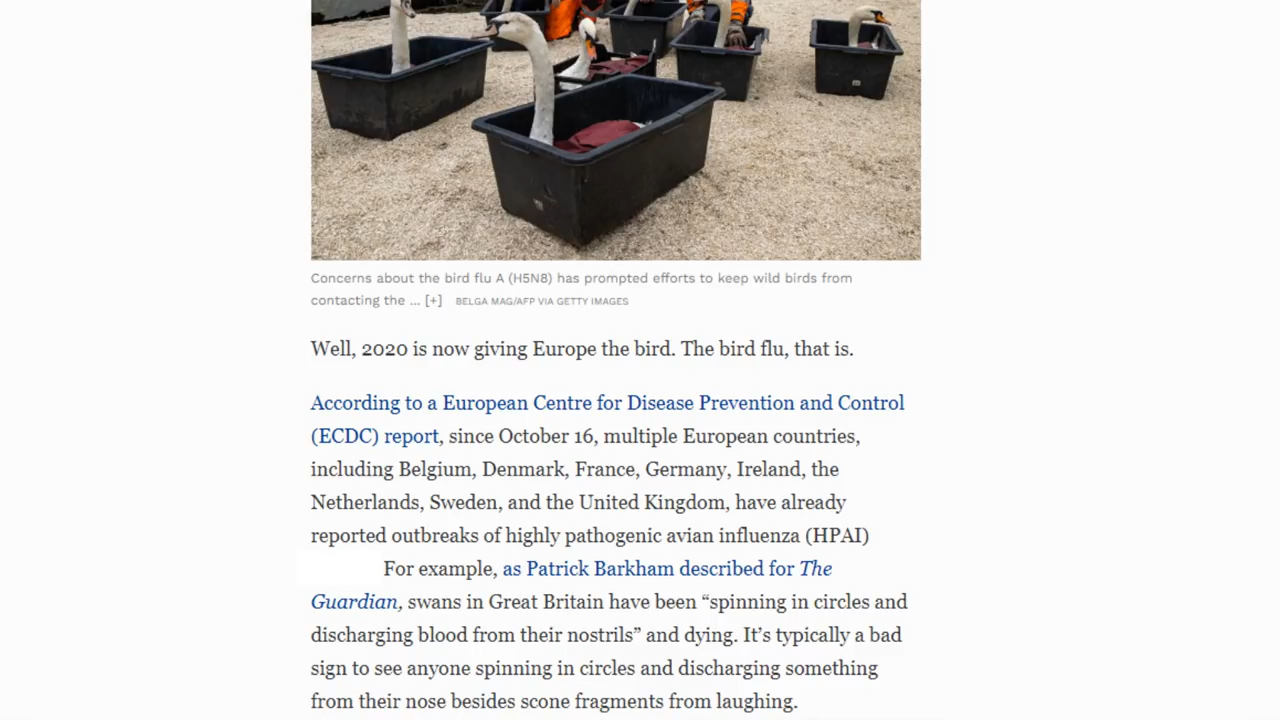 Concerns about the bird flu A (H5N8) has prompted efforts to keep wild birds from
contacting the ... [+] BELGA MAG/AFP VIA GETTY IMAGES
Well, 2020 is now giving Europe the bird. The bird flu, that is.
According to a European Centre for Disease Prevention and Control
(ECDC) report, since October 16, multiple European countries,
including Belgium, Denmark, France, Germany, Ireland, the
Netherlands, Sweden, and the United Kingdom, have already
reported outbreaks of highly pathogenic avian influenza (HPAI)
For example, as Patrick Barkham described for The
Guardian, swans in Great Britain have been “spinning in circles and
discharging blood from their nostrils” and dying. It’s typically a bad
sign to see anyone spinning in circles and discharging something
from their nose besides scone fragments from laughing.